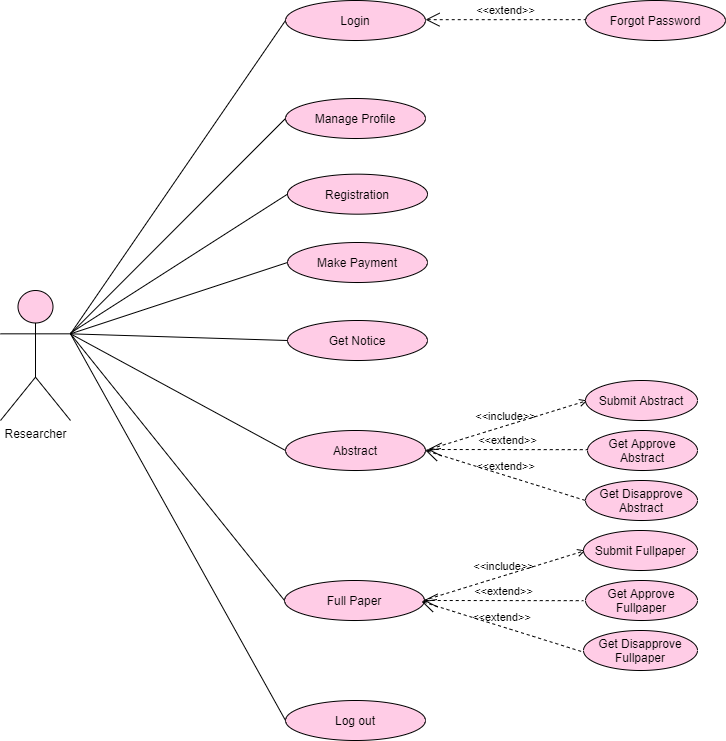 Login
<<extend>>
Forgot Password
Manage Profile
Registration
Make Payment
Get Notice
Researcher
Abstract
<<include>>
Submit Abstract
<<extend>>
Get Approve
Abstract
<<extend>>
Get Disapprove
Abstract
Full Paper
<<include>>
Submit Fullpaper
<<extend>>
Get Approve
Fullpaper
<<extend>>
Get Disapprove
Fullpaper
Log out